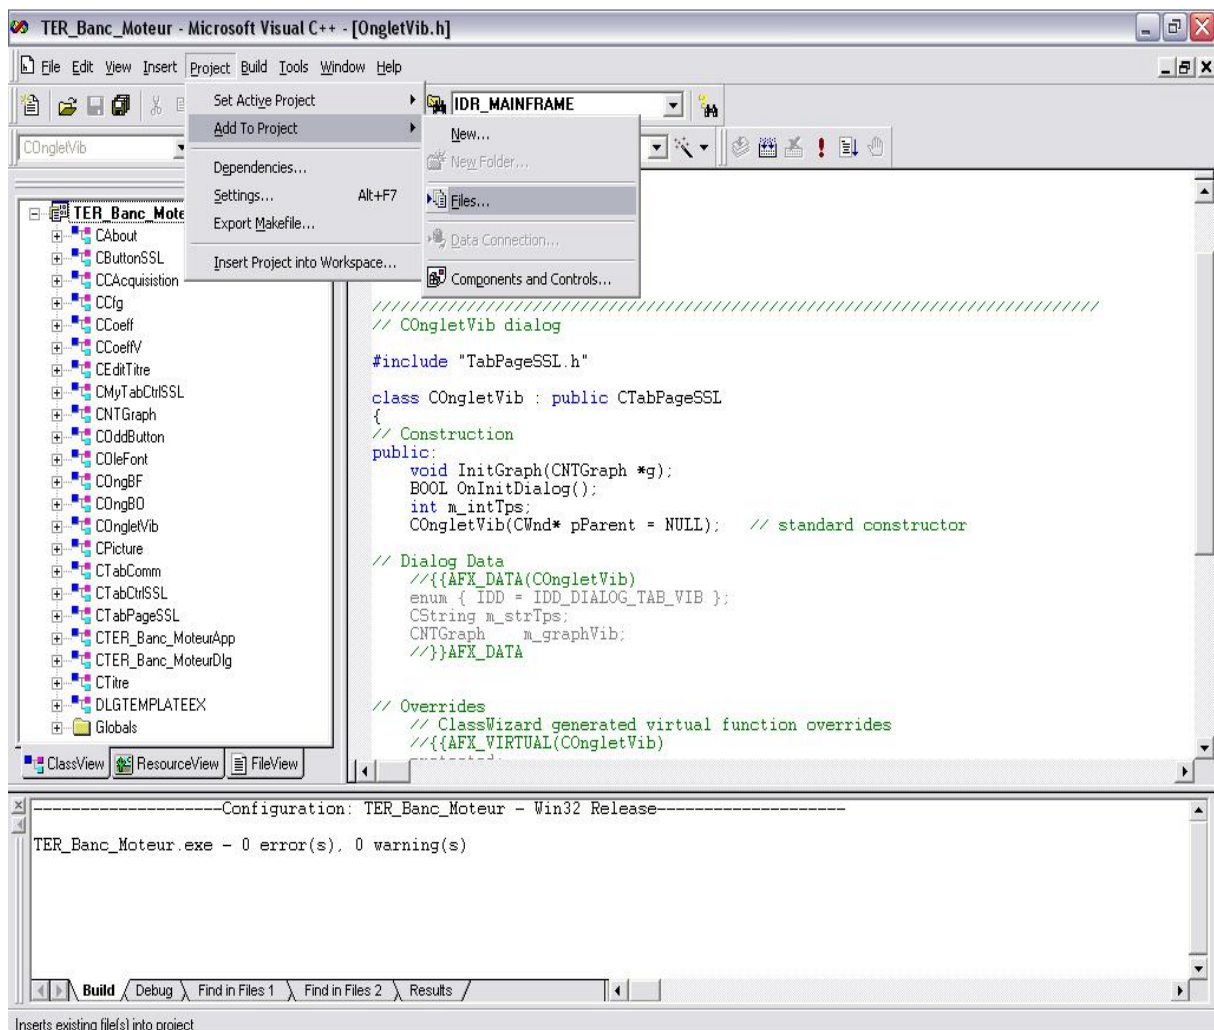 TER_Banc_Moteur - Microsoft Visual C++ - [OngletVib.h]
File Edit View Insert Project Build Tools Window Help
IDR_MAINFRAME
COngletVib
Set Active Project
Add To Project
Dependencies...
Settings... Alt+F7
Export Makefile...
Insert Project into Workspace...
New...
New Folder...
Files...
Data Connection...
Components and Controls...
TER_Banc_Mote
CAbout
CButtonSSL
CCAcquisistion
CCfg
CCoeff
CCoeffV
CEditTitre
CMyTabCtrlSSL
CNTGraph
COddButton
COleFont
COngBF
COngBO
COngletVib
CPicture
CTabComm
CTabCtrlSSL
CTabPageSSL
CTER_Banc_MoteurApp
CTER_Banc_MoteurDlg
CTitre
DLGTEMPLATEEX
Globals
ClassView ResourceView FileView
/////////////////////////////////////////////////////////////////////////////
// COngletVib dialog
#include "TabPageSSL.h"
class COngletVib : public CTabPageSSL
{
// Construction
public:
void InitGraph(CNTGraph *g);
BOOL OnInitDialog();
int m_intTps;
COngletVib(CWnd* pParent = NULL); // standard constructor
// Dialog Data
//{{AFX_DATA(COngletVib)
enum { IDD = IDD_DIALOG_TAB_VIB };
CString m_strTps;
CNTGraph m_graphVib;
//}}AFX_DATA
// Overrides
// ClassWizard generated virtual function overrides
//{{AFX_VIRTUAL(COngletVib)
--------------------Configuration: TER_Banc_Moteur - Win32 Release--------------------
TER_Banc_Moteur.exe - 0 error(s), 0 warning(s)
Build Debug Find in Files 1 Find in Files 2 Results
Inserts existing file(s) into project